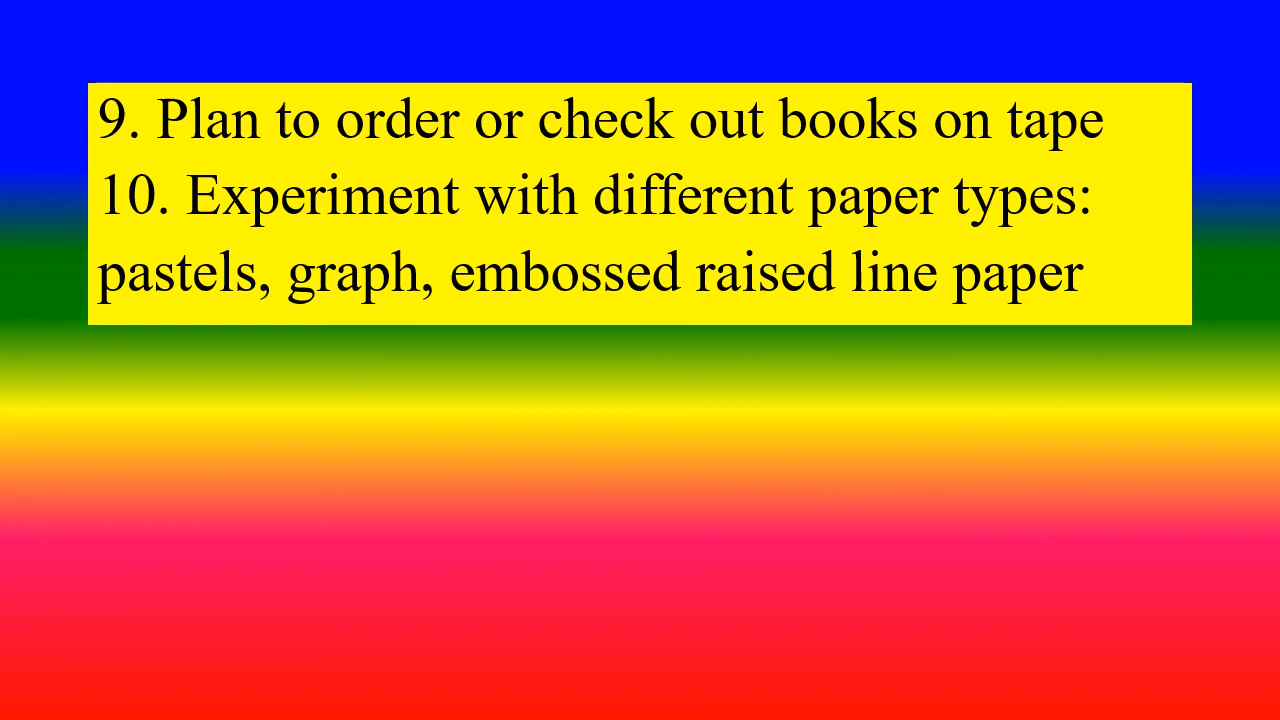 9. Plan to order or check out books on tape
10. Experiment with different paper types:
pastels, graph, embossed raised line paper